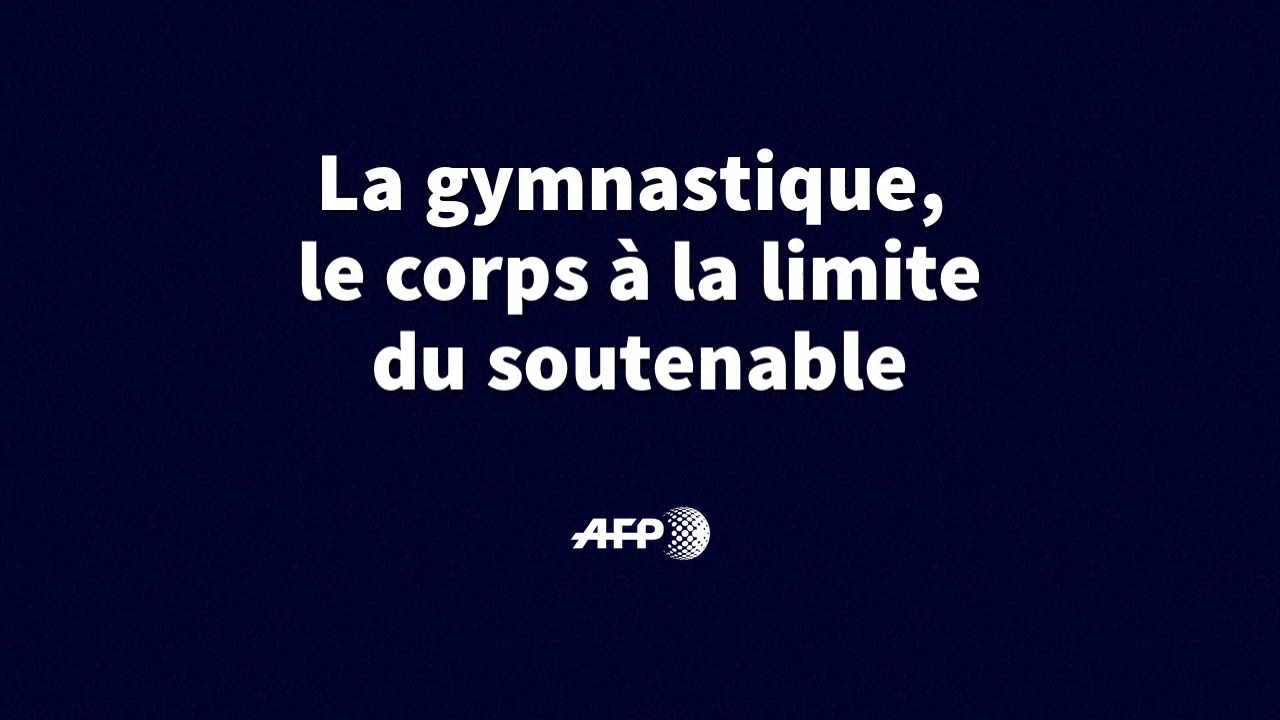 La gymnastique,
le corps à la limite
du soutenable
AFP